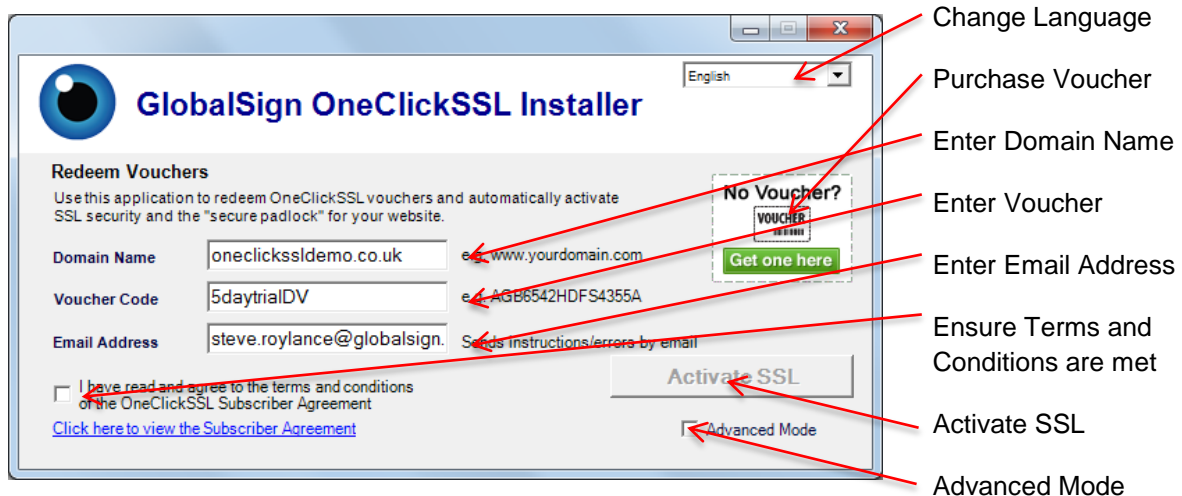 Change Language
English
GlobalSign OneClickSSL Installer
Purchase Voucher
Enter Domain Name
Redeem Vouchers
Use this application to redeem OneClickSSL vouchers and automatically activate
SSL security and the "secure padlock" for your website.
No Voucher?
VOUCHER
Get one here
Enter Voucher
Domain Name
oneclickssldemo.co.uk
e.g. www.yourdomain.com
Enter Email Address
Voucher Code
5daytrialDV
e.g. AGB6542HDFS4355A
Email Address
steve.roylance@globalsign.
Sends instructions/errors by email
Ensure Terms and
Conditions are met
I have read and agree to the terms and conditions
of the OneClickSSL Subscriber Agreement
Activate SSL
Click here to view the Subscriber Agreement
Advanced Mode
Activate SSL
Advanced Mode